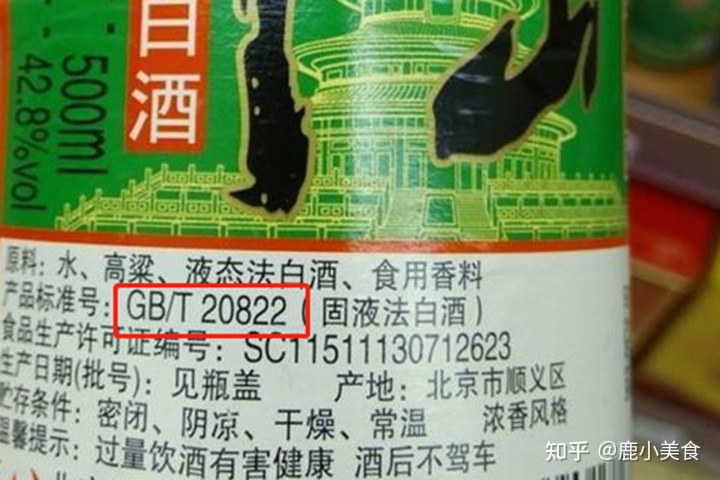 白酒
500ml
42.8%vol
原料：水、高粱、液态法白酒、食用香料
产品标准号：GB/T 20822（固液法白酒）
食品生产许可证编号：SC11511130712623
生产日期(批号)：见瓶盖 产地：北京市顺义区
贮存条件：密闭、阴凉、干燥、常温 浓香风格
温馨提示：过量饮酒有害健康 酒后不驾车
知乎 @鹿小美食